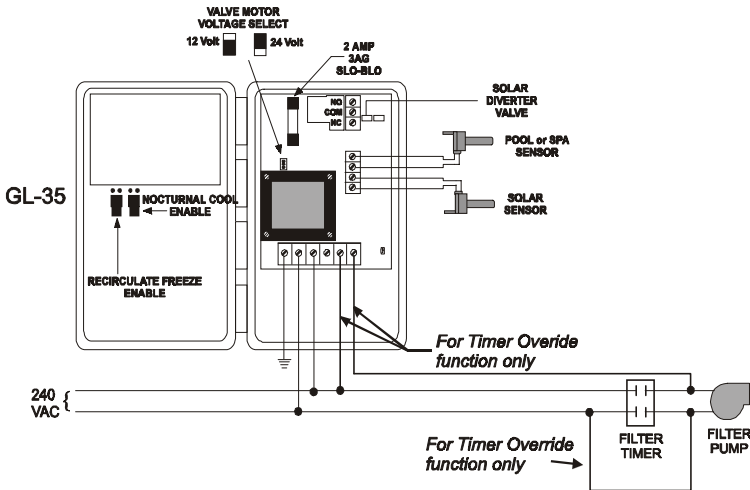 VALVE MOTOR
VOLTAGE SELECT
12 Volt
24 Volt
2 AMP
3AG
SLO-BLO
NO
COM
NC
SOLAR
DIVERTER
VALVE
POOL or SPA
SENSOR
SOLAR
SENSOR
GL-35
NOCTURNAL COOL
ENABLE
RECIRCULATE FREEZE
ENABLE
For Timer Overide
function only
240
VAC
FILTER
TIMER
FILTER
PUMP
For Timer Override
function only